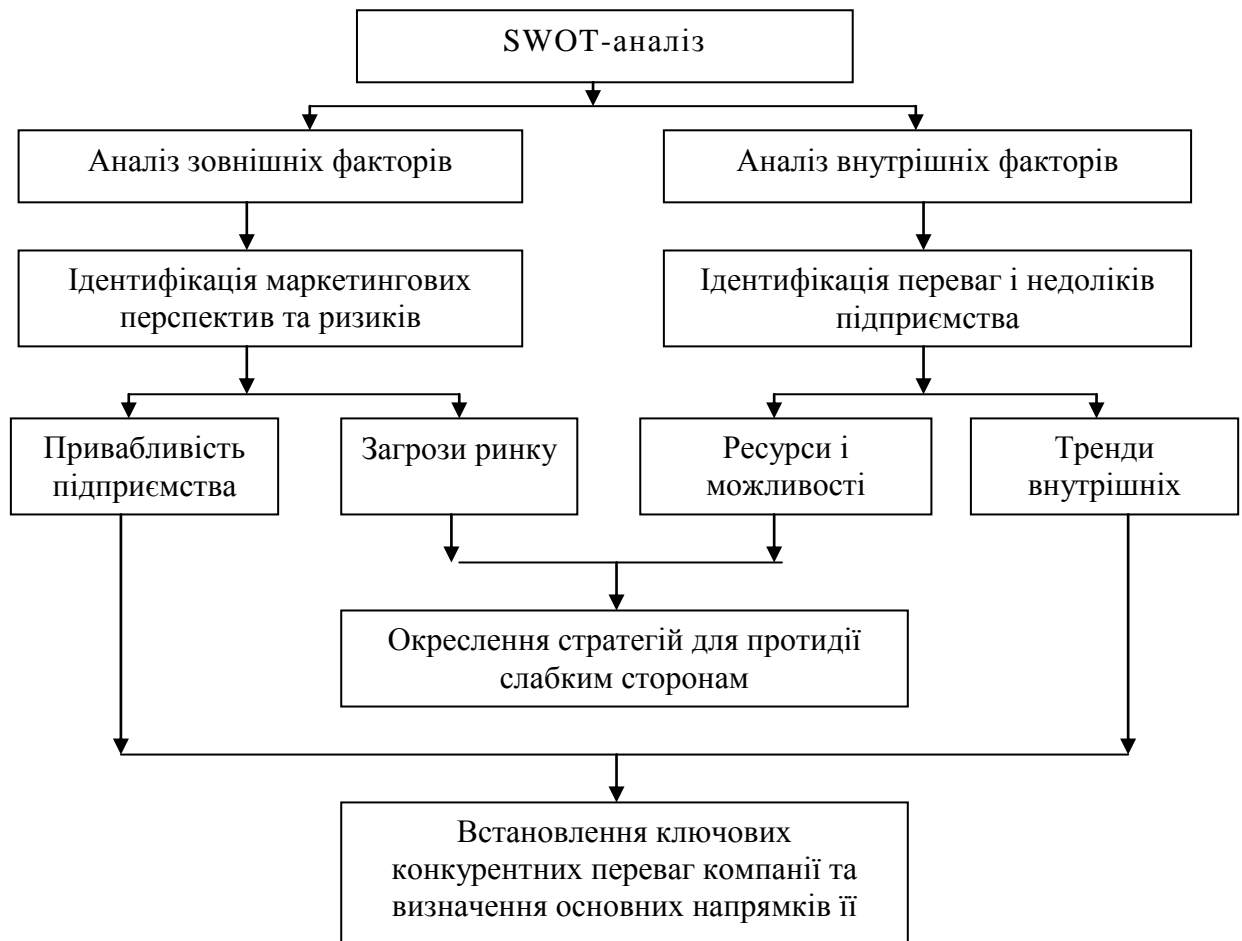 SWOT-аналіз
Аналіз зовнішніх факторів
Аналіз внутрішніх факторів
Ідентифікація маркетингових
перспектив та ризиків
Ідентифікація переваг і недоліків
підприємства
Привабливість
підприємства
Загрози ринку
Ресурси і
можливості
Тренди
внутрішніх
Окреслення стратегій для протидії
слабким сторонам
Встановлення ключових
конкурентних переваг компанії та
визначення основних напрямків її